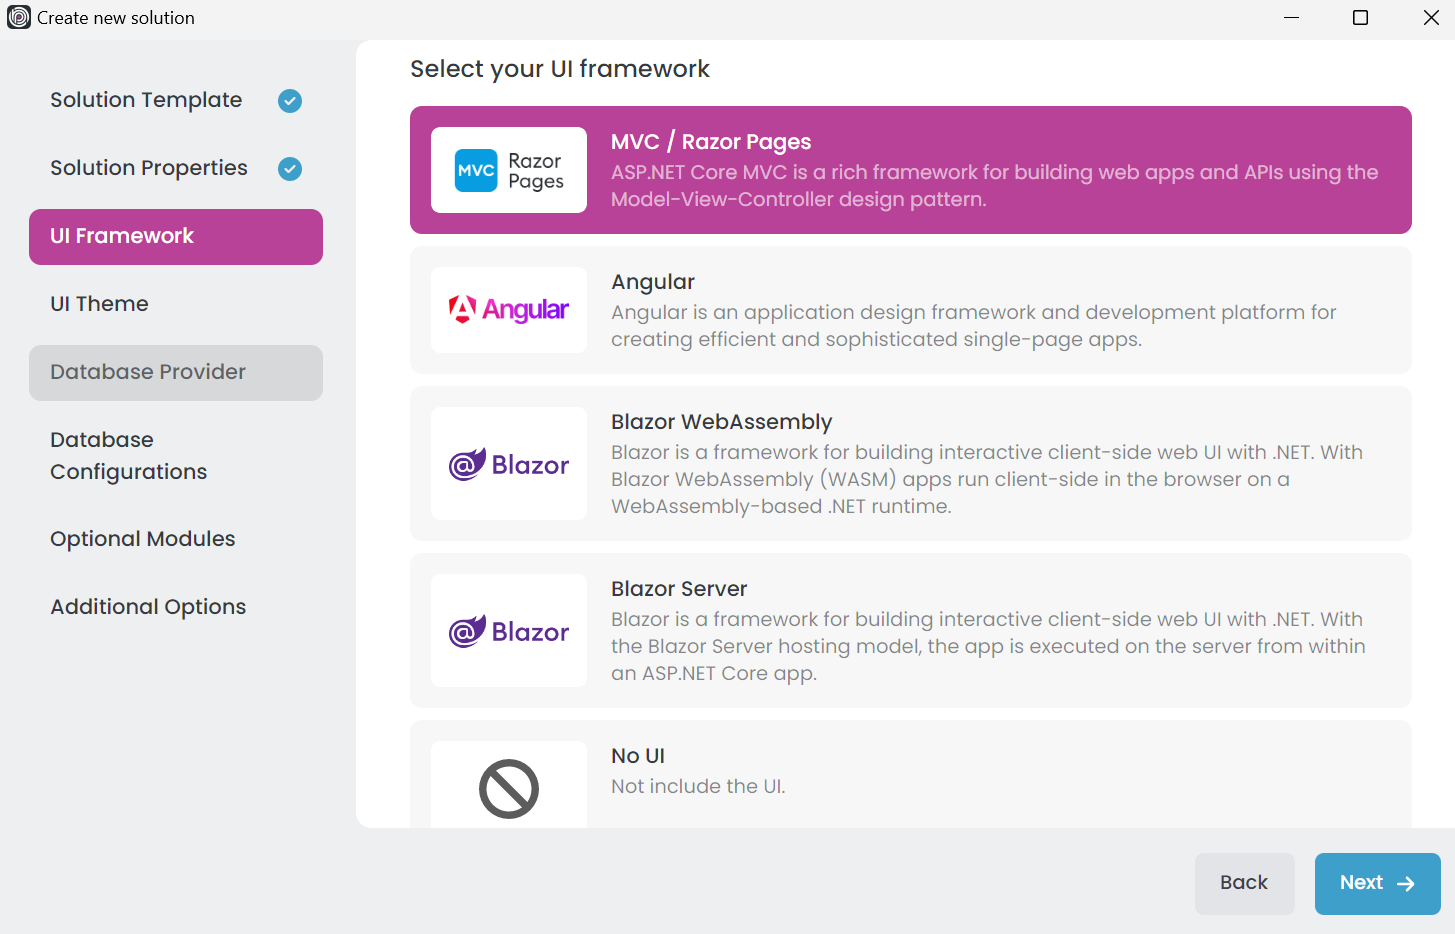 Create new solution
Solution Template
Solution Properties
UI Framework
UI Theme
Database Provider
Database
Configurations
Optional Modules
Additional Options
Select your UI framework
MVC
Razor
Pages
MVC / Razor Pages
ASP.NET Core MVC is a rich framework for building web apps and APIs using the
Model-View-Controller design pattern.
Angular
Angular
Angular is an application design framework and development platform for
creating efficient and sophisticated single-page apps.
Blazor
Blazor WebAssembly
Blazor is a framework for building interactive client-side web UI with .NET. With
Blazor WebAssembly (WASM) apps run client-side in the browser on a
WebAssembly-based .NET runtime.
Blazor
Blazor Server
Blazor is a framework for building interactive client-side web UI with .NET. With
the Blazor Server hosting model, the app is executed on the server from within
an ASP.NET Core app.
No UI
Not include the UI.
Back
Next